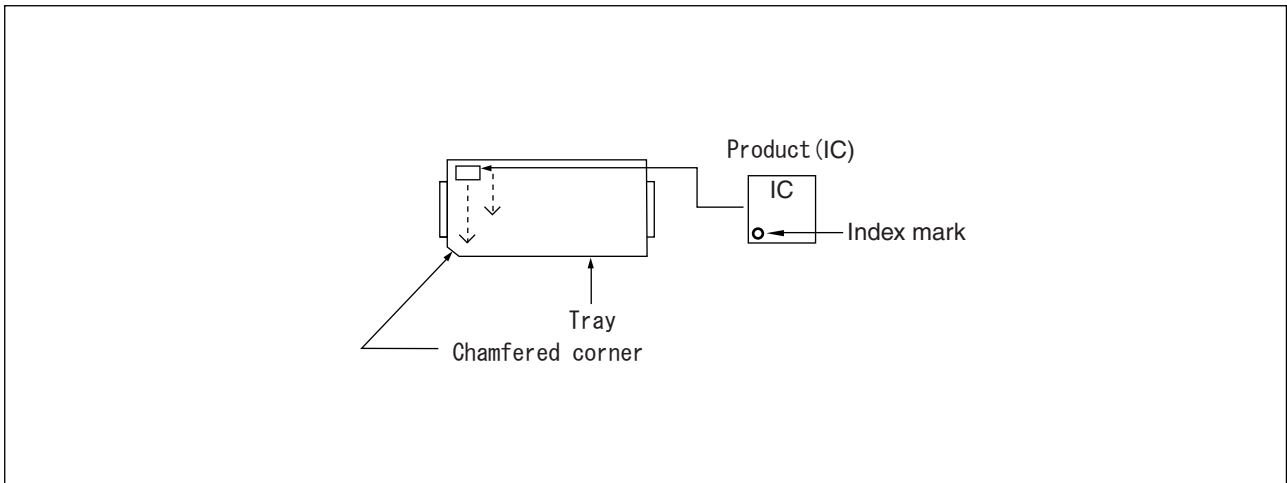 Product(IC)
IC
Index mark
Tray
Chamfered corner